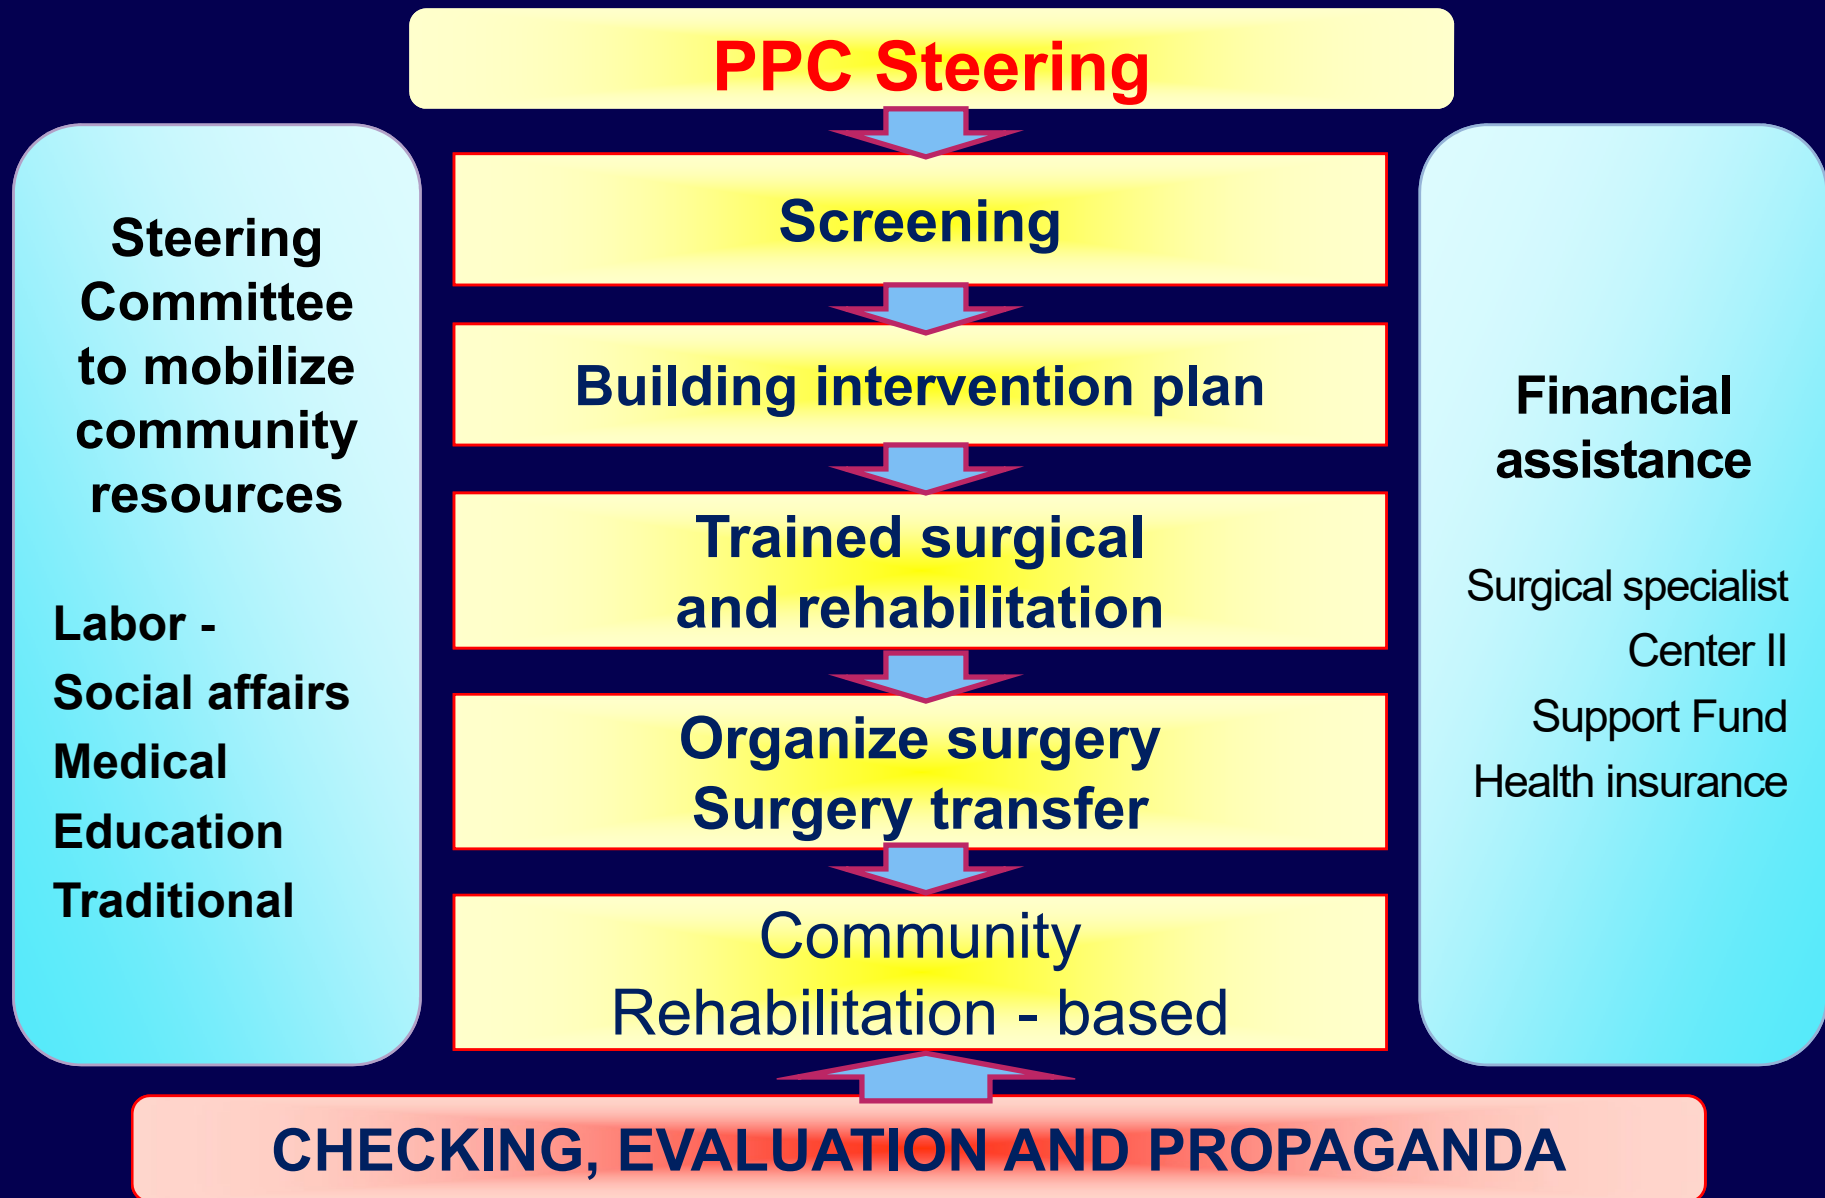 PPC Steering
Steering
Committee
to mobilize
community
resources
Labor -
Social affairs
Medical
Education
Traditional
Screening
Building intervention plan
Trained surgical
and rehabilitation
Organize surgery
Surgery transfer
Community
Rehabilitation - based
Financial
assistance
Surgical specialist
Center II
Support Fund
Health insurance
CHECKING, EVALUATION AND PROPAGANDA